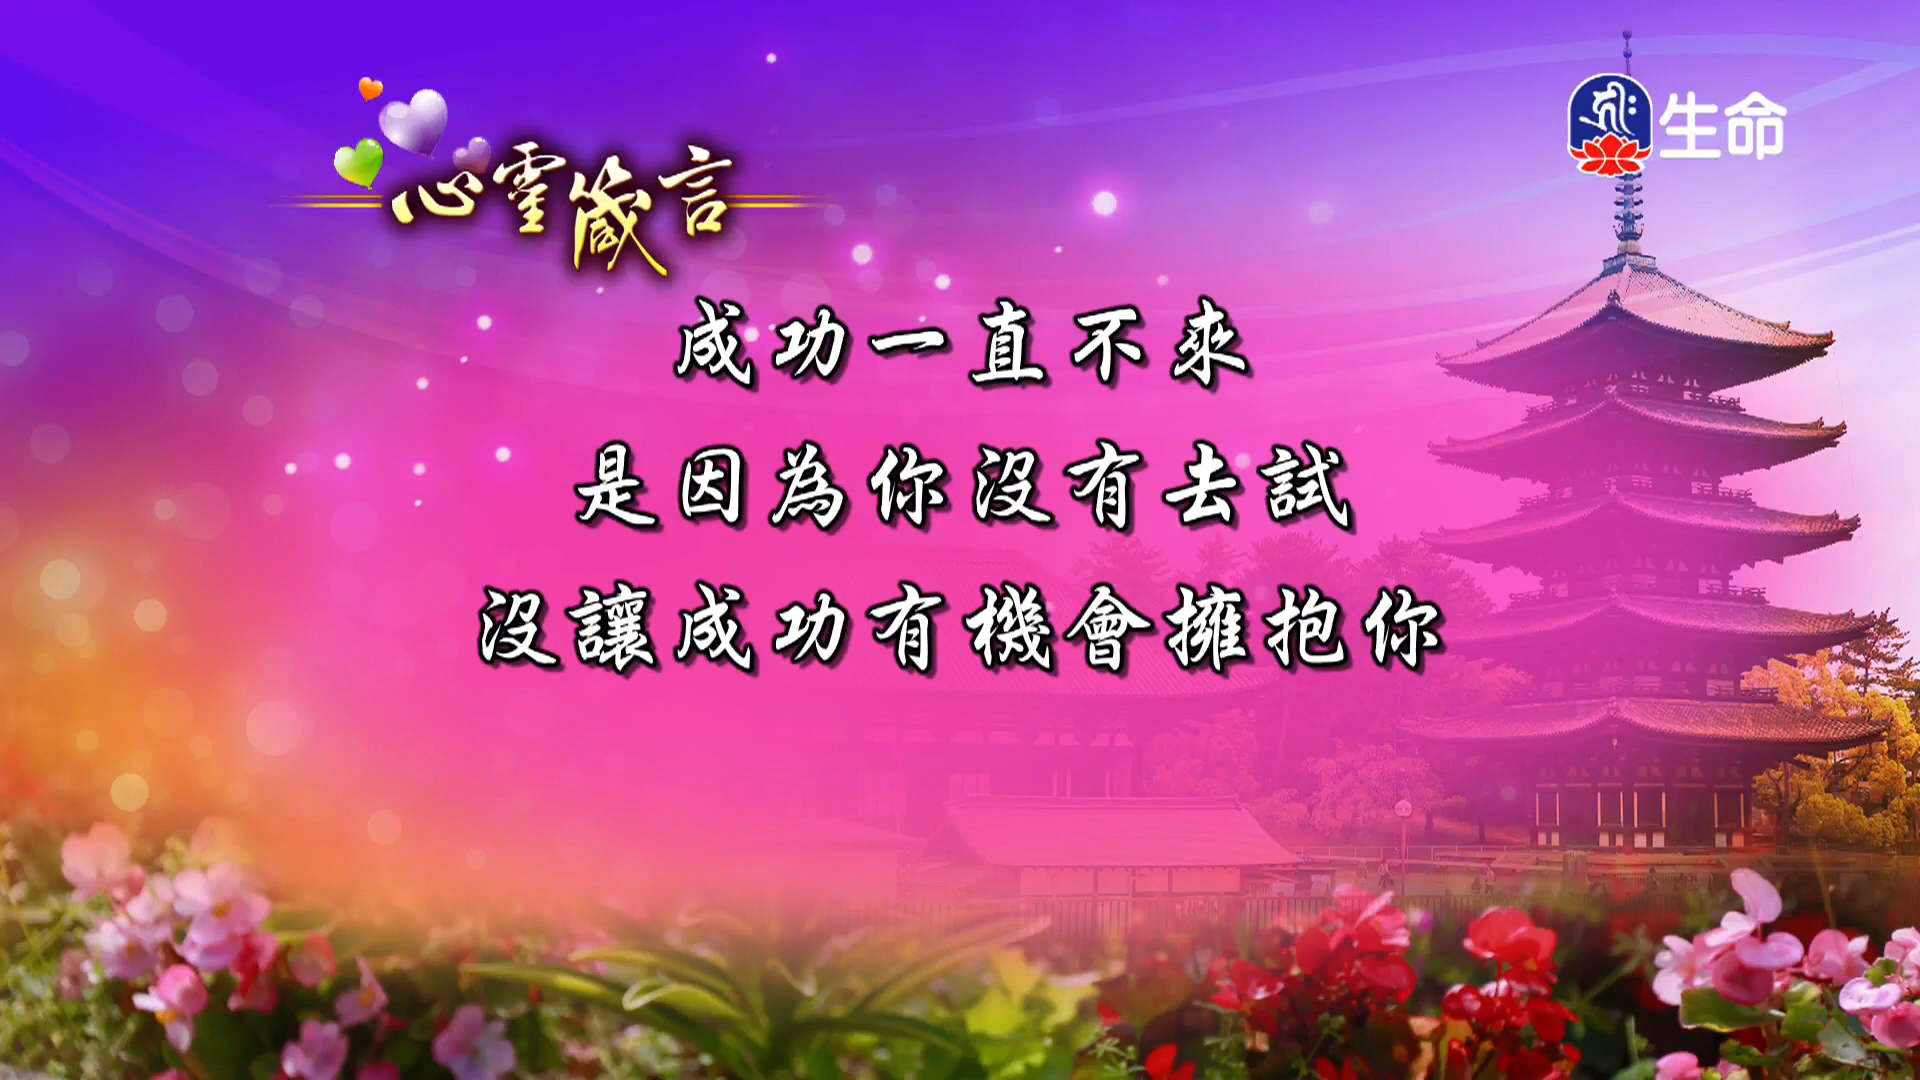 生命
心靈箴言
成功一直不來
是因為你沒有去試
沒讓成功有機會擁抱你